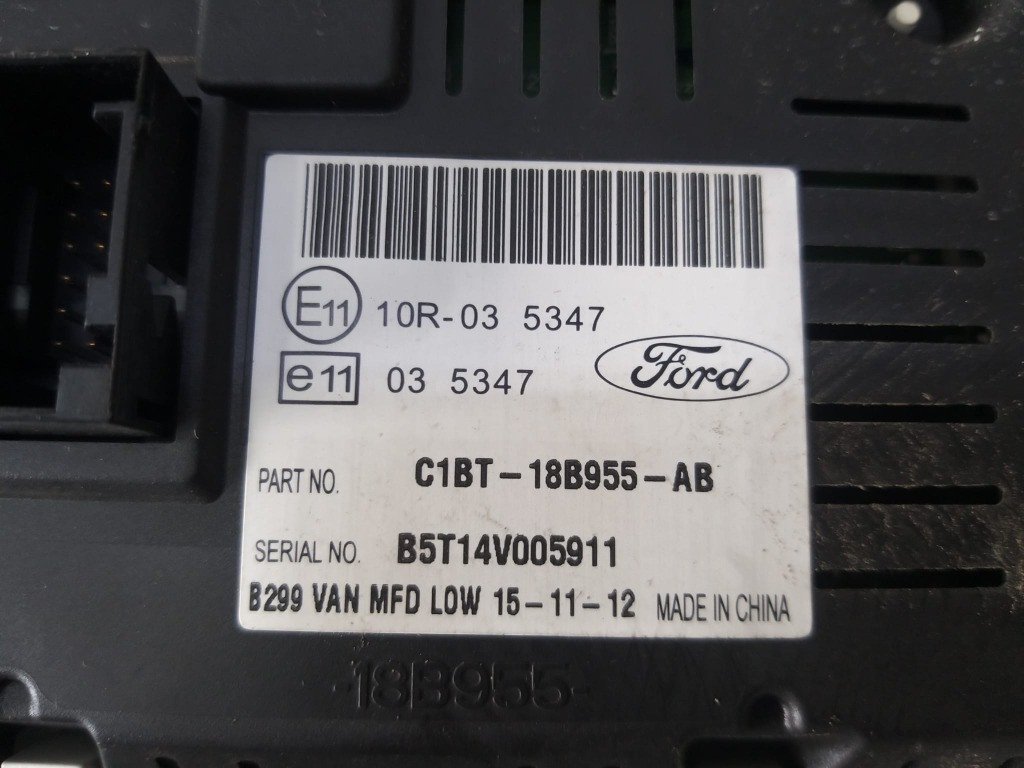 E11 10R-03 5347
e11 03 5347
Ford
PART NO. C1BT-18B955-AB
SERIAL NO. B5T14V005911
B299 VAN MFD LOW 15-11-12 MADE IN CHINA
-18B955-